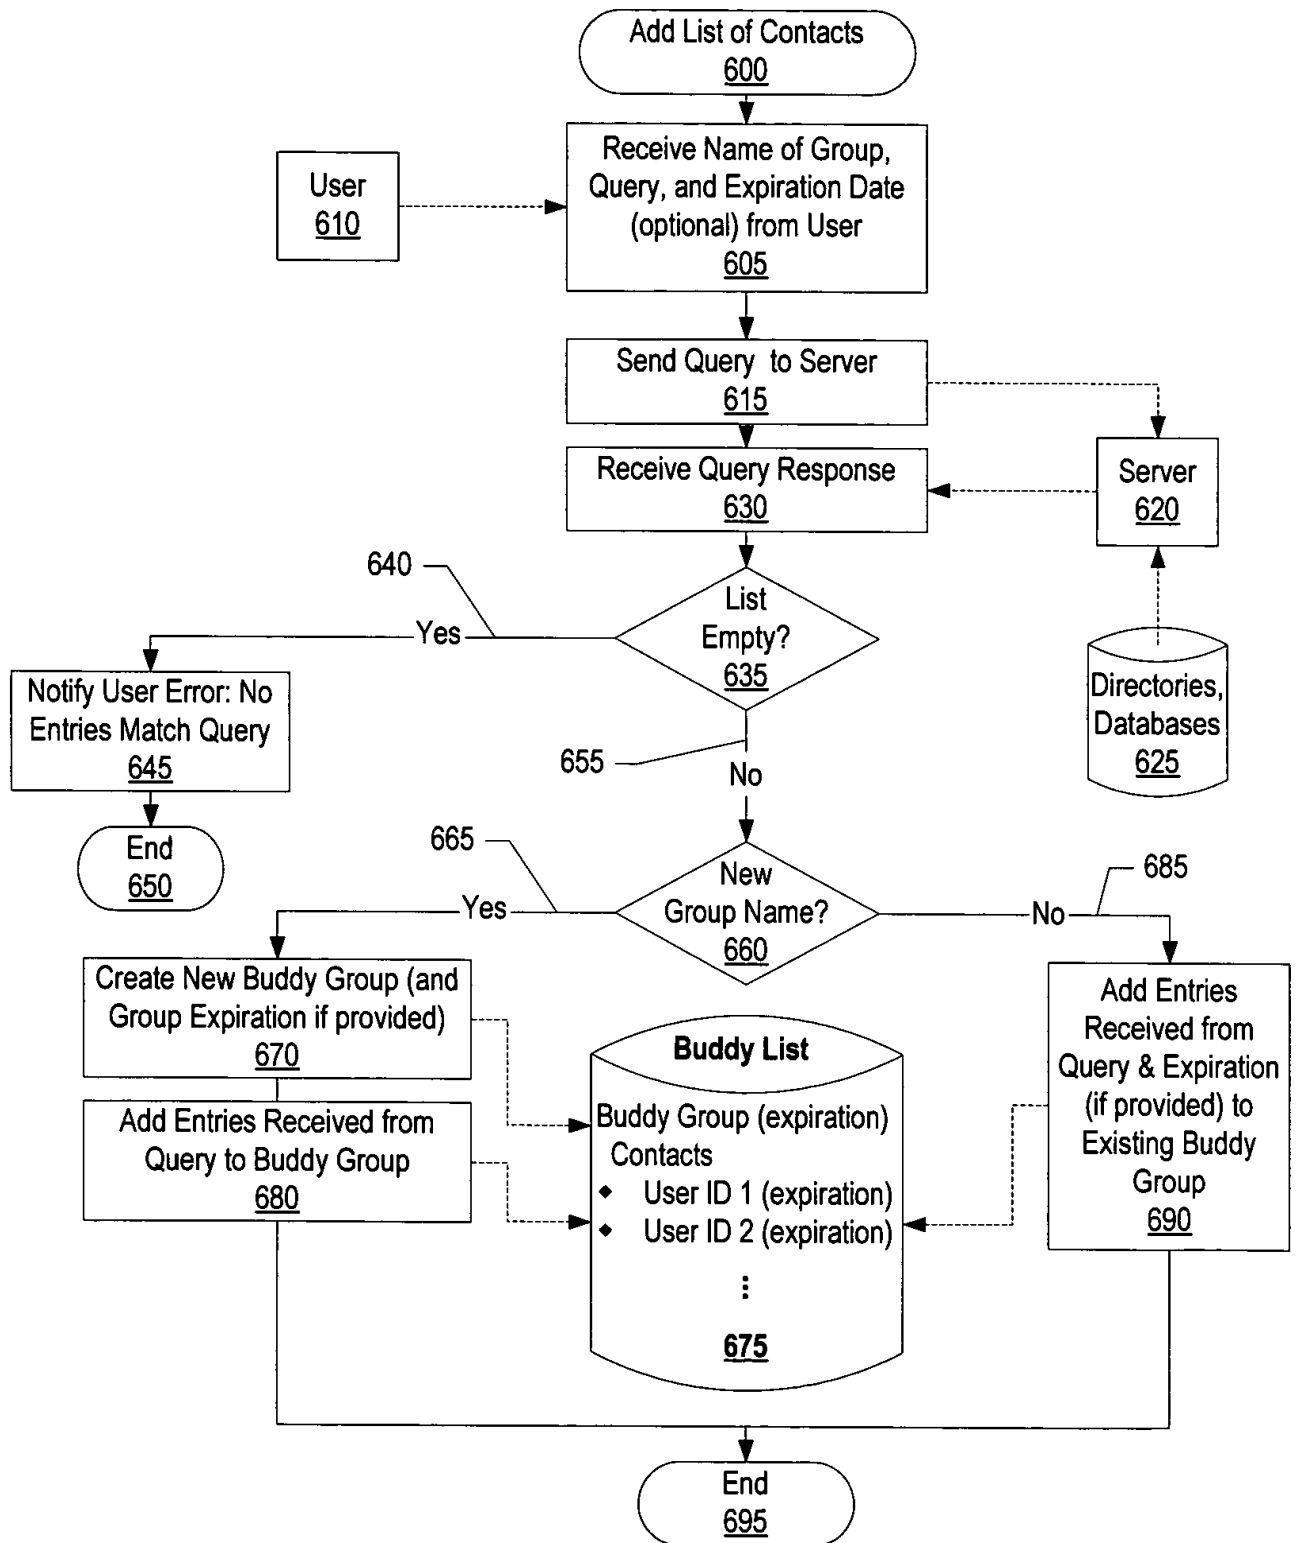 Add List of Contacts
600
Receive Name of Group,
Query, and Expiration Date
(optional) from User
605
User
610
Send Query to Server
615
Receive Query Response
630
Server
620
640
List
Empty?
635
Yes
Notify User Error: No
Entries Match Query
645
Directories,
Databases
625
655
No
End
650
665
New
Group Name?
660
685
Yes
No
Create New Buddy Group (and
Group Expiration if provided)
670
Add Entries Received from
Query to Buddy Group
680
Buddy List
Buddy Group (expiration)
Contacts
◆ User ID 1 (expiration)
◆ User ID 2 (expiration)
⋮
675
Add Entries
Received from
Query & Expiration
(if provided) to
Existing Buddy
Group
690
End
695